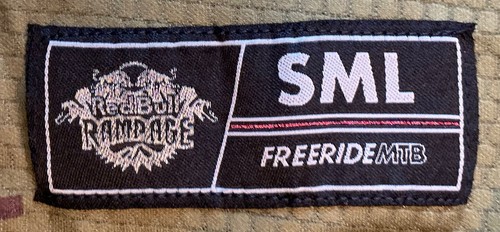 Red Bull
RAMPAGE
SML
FREERIDEMTB